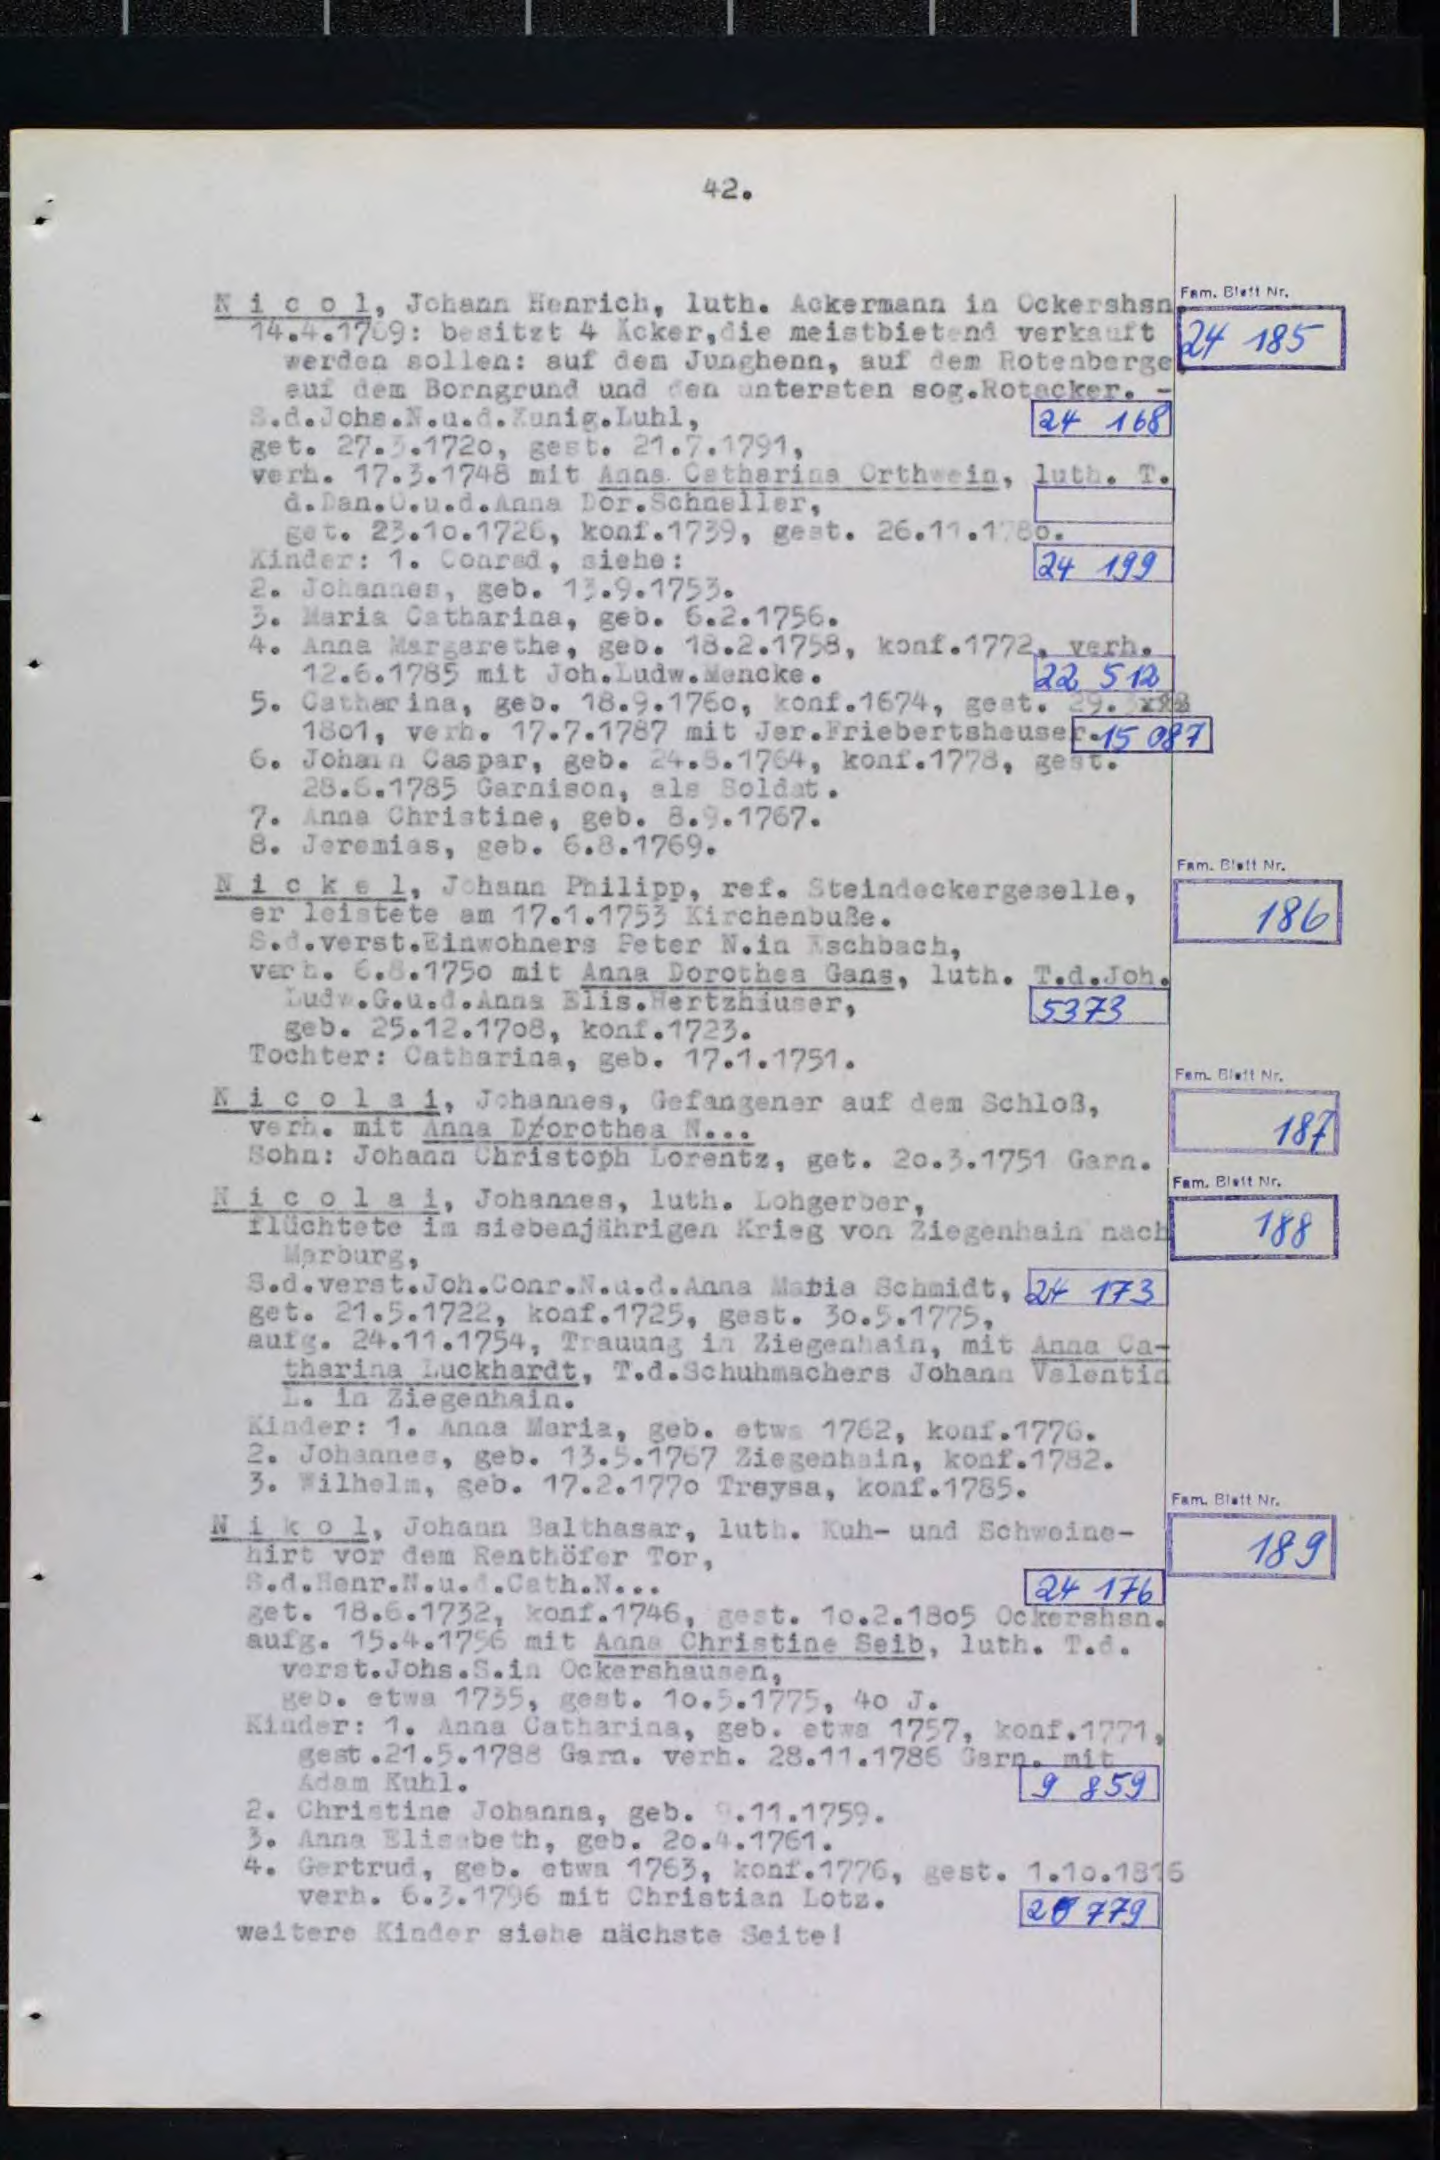 42.
Nicol, Johann Henrich, luth. Ackermann in Ockershsn
Fam. Blatt Nr.
14.4.1769: besitzt 4 Äcker,die meistbietend verkauft
24 185
werden sollen: auf dem Junghenn, auf dem Rotenberge,
auf dem Borngrund und den untersten sog.Rotacker. -
S.d.Johs.N.u.d.Kunig.Luhl,
24 168
get. 27.3.1720, gest. 21.7.1791,
verh. 17.3.1748 mit Anna Catharina Orthwein, luth. T.
d.Dan.O.u.d.Anna Dor.Schneller,
get. 23.10.1726, konf.1739, gest. 26.11.1780.
Kinder: 1. Conrad, siehe:
24 199
2. Johannes, geb. 13.9.1753.
3. Maria Catharina, geb. 6.2.1756.
4. Anna Margarethe, geb. 18.2.1758, konf.1772, verh.
12.6.1785 mit Joh.Ludw.Mencke.
22 512
5. Catharina, geb. 18.9.1760, konf.1674, gest. 29.
1801, verh. 17.7.1787 mit Jer.Friebertsheuser.
15 087
6. Johann Caspar, geb. 24.8.1764, konf.1778, gest.
28.6.1785 Garnison, als Soldat.
7. Anna Christine, geb. 8.9.1767.
8. Jeremias, geb. 6.8.1769.
Fam. Blatt Nr.
Nickel, Johann Philipp, ref. Steindeckergeselle,
186
er leistete am 17.1.1753 Kirchenbuße.
S.d.verst.Einwohners Peter N.in Eschbach,
verh. 6.8.1750 mit Anna Dorothea Gans, luth. T.d.Joh.
Ludw.G.u.d.Anna Elis.Hertzhäuser,
5373
geb. 25.12.1708, konf.1723.
Tochter: Catharina, geb. 17.1.1751.
Fam. Blatt Nr.
Nicolai, Johannes, Gefangener auf dem Schloß,
187
verh. mit Anna D/orothea N...
Sohn: Johann Christoph Lorentz, get. 20.3.1751 Garn.
Fam. Blatt Nr.
Nicolai, Johannes, luth. Lohgerber,
188
flüchtete im siebenjährigen Krieg von Ziegenhain nach
Marburg,
S.d.verst.Joh.Conr.N.u.d.Anna Maria Schmidt,
24 173
get. 21.5.1722, konf.1725, gest. 30.5.1775,
aufg. 24.11.1754, Trauung in Ziegenhain, mit Anna Ca-
tharina Luckhardt, T.d.Schuhmachers Johann Valentin
L. in Ziegenhain.
Kinder: 1. Anna Maria, geb. etwa 1762, konf.1776.
2. Johannes, geb. 13.5.1767 Ziegenhain, konf.1782.
3. Wilhelm, geb. 17.2.1770 Treysa, konf.1785.
Fam. Blatt Nr.
Nikol, Johann Balthasar, luth. Kuh- und Schweine-
189
hirt vor dem Renthöfer Tor,
S.d.Henr.N.u.d.Cath.N...
24 176
get. 18.6.1732, konf.1746, gest. 10.2.1805 Ockershsn.
aufg. 15.4.1756 mit Anna Christine Seib, luth. T.d.
verst.Johs.S.in Ockershausen,
geb. etwa 1735, gest. 10.5.1775, 40 J.
Kinder: 1. Anna Catharina, geb. etwa 1757, konf.1771,
gest.21.5.1788 Garn. verh. 28.11.1786 Garn. mit
Adam Kuhl.
9 859
2. Christine Johanna, geb. 9.11.1759.
3. Anna Elisabeth, geb. 20.4.1761.
4. Gertrud, geb. etwa 1763, konf.1776, gest. 1.10.1816
verh. 6.3.1796 mit Christian Lotz.
20 779
weitere Kinder siehe nächste Seite!